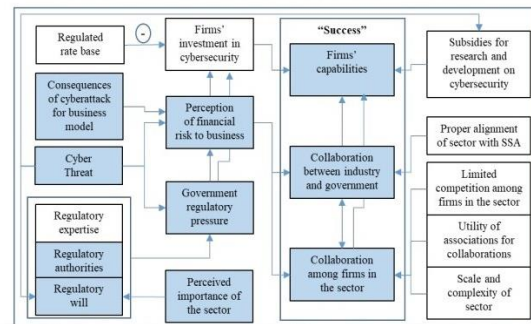 Regulated
rate base
-
Firms'
investment in
cybersecurity
"Success"
Firms'
capabilities
Subsidies for
research and
development on
cybersecurity
Consequences
of cyberattack
for business
model
Perception
of financial
risk to business
Cyber
Threat
Collaboration
between industry
and government
Proper alignment
of sector with SSA
Government
regulatory
pressure
Limited
competition among
firms in the sector
Regulatory
expertise
Regulatory
authorities
Regulatory
will
Utility of
associations for
collaborations
Perceived
importance of
the sector
Collaboration
among firms in the
sector
Scale and
complexity of
sector